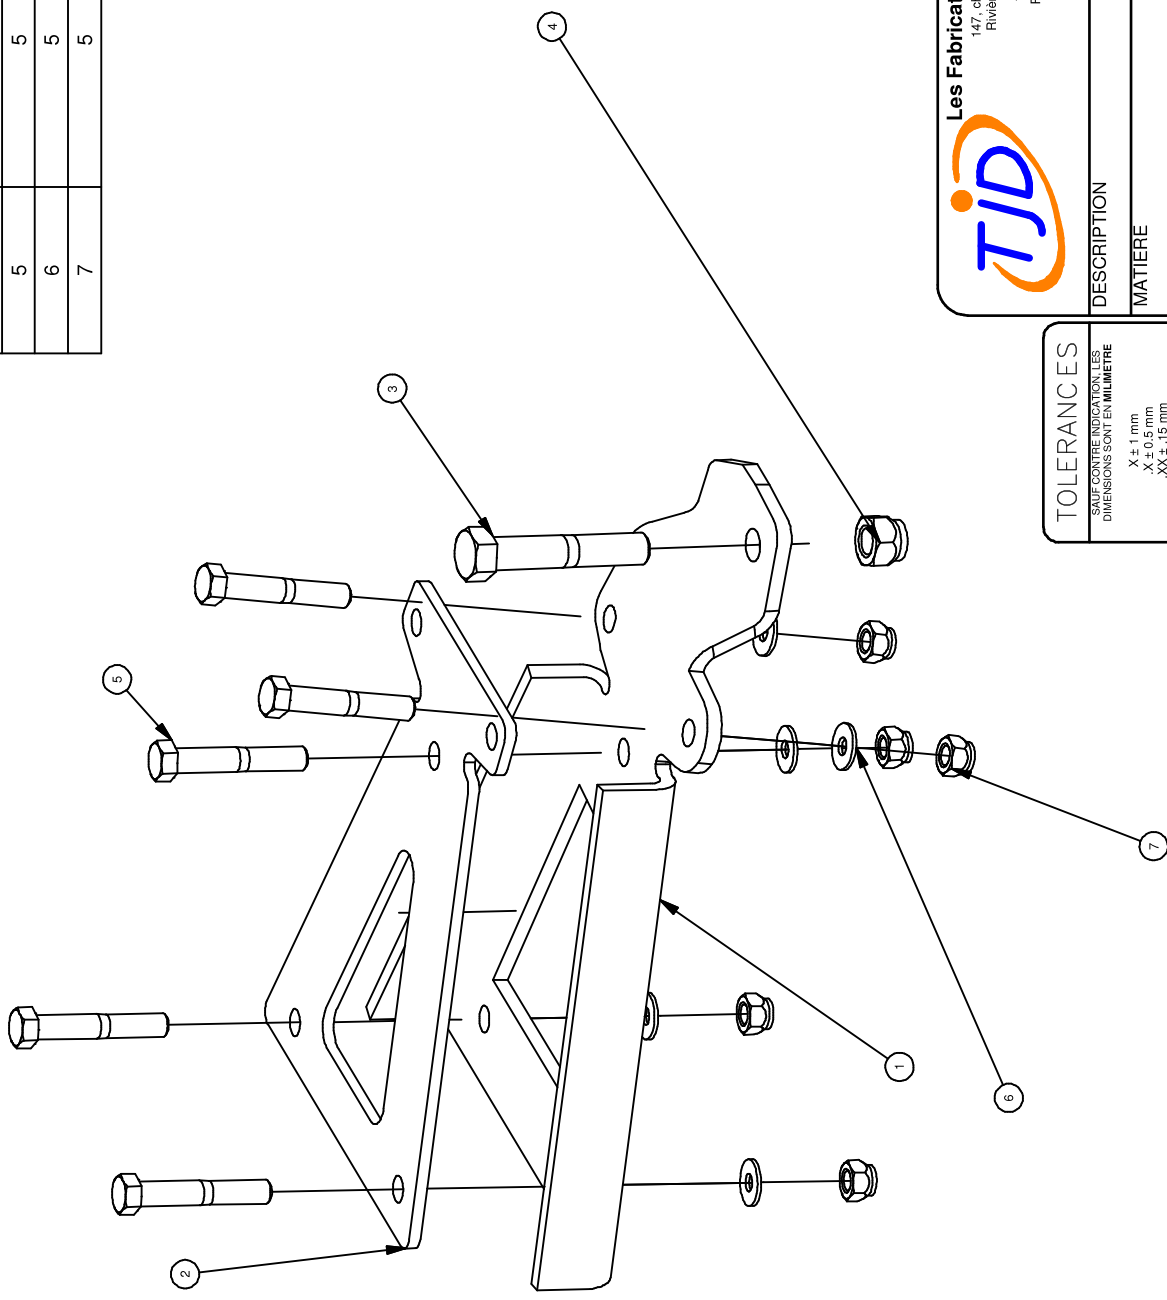 5 5
6 5
7 5
4
3
5
2
1
6
7
TOLERANCES
SAUF CONTRE INDICATION, LES
DIMENSIONS SONT EN MILIMETRE
X ± 1 mm
.X ± 0.5 mm
.XX ± .15 mm
TJD
Les Fabricat
147, c
Riviè
DESCRIPTION
MATIERE